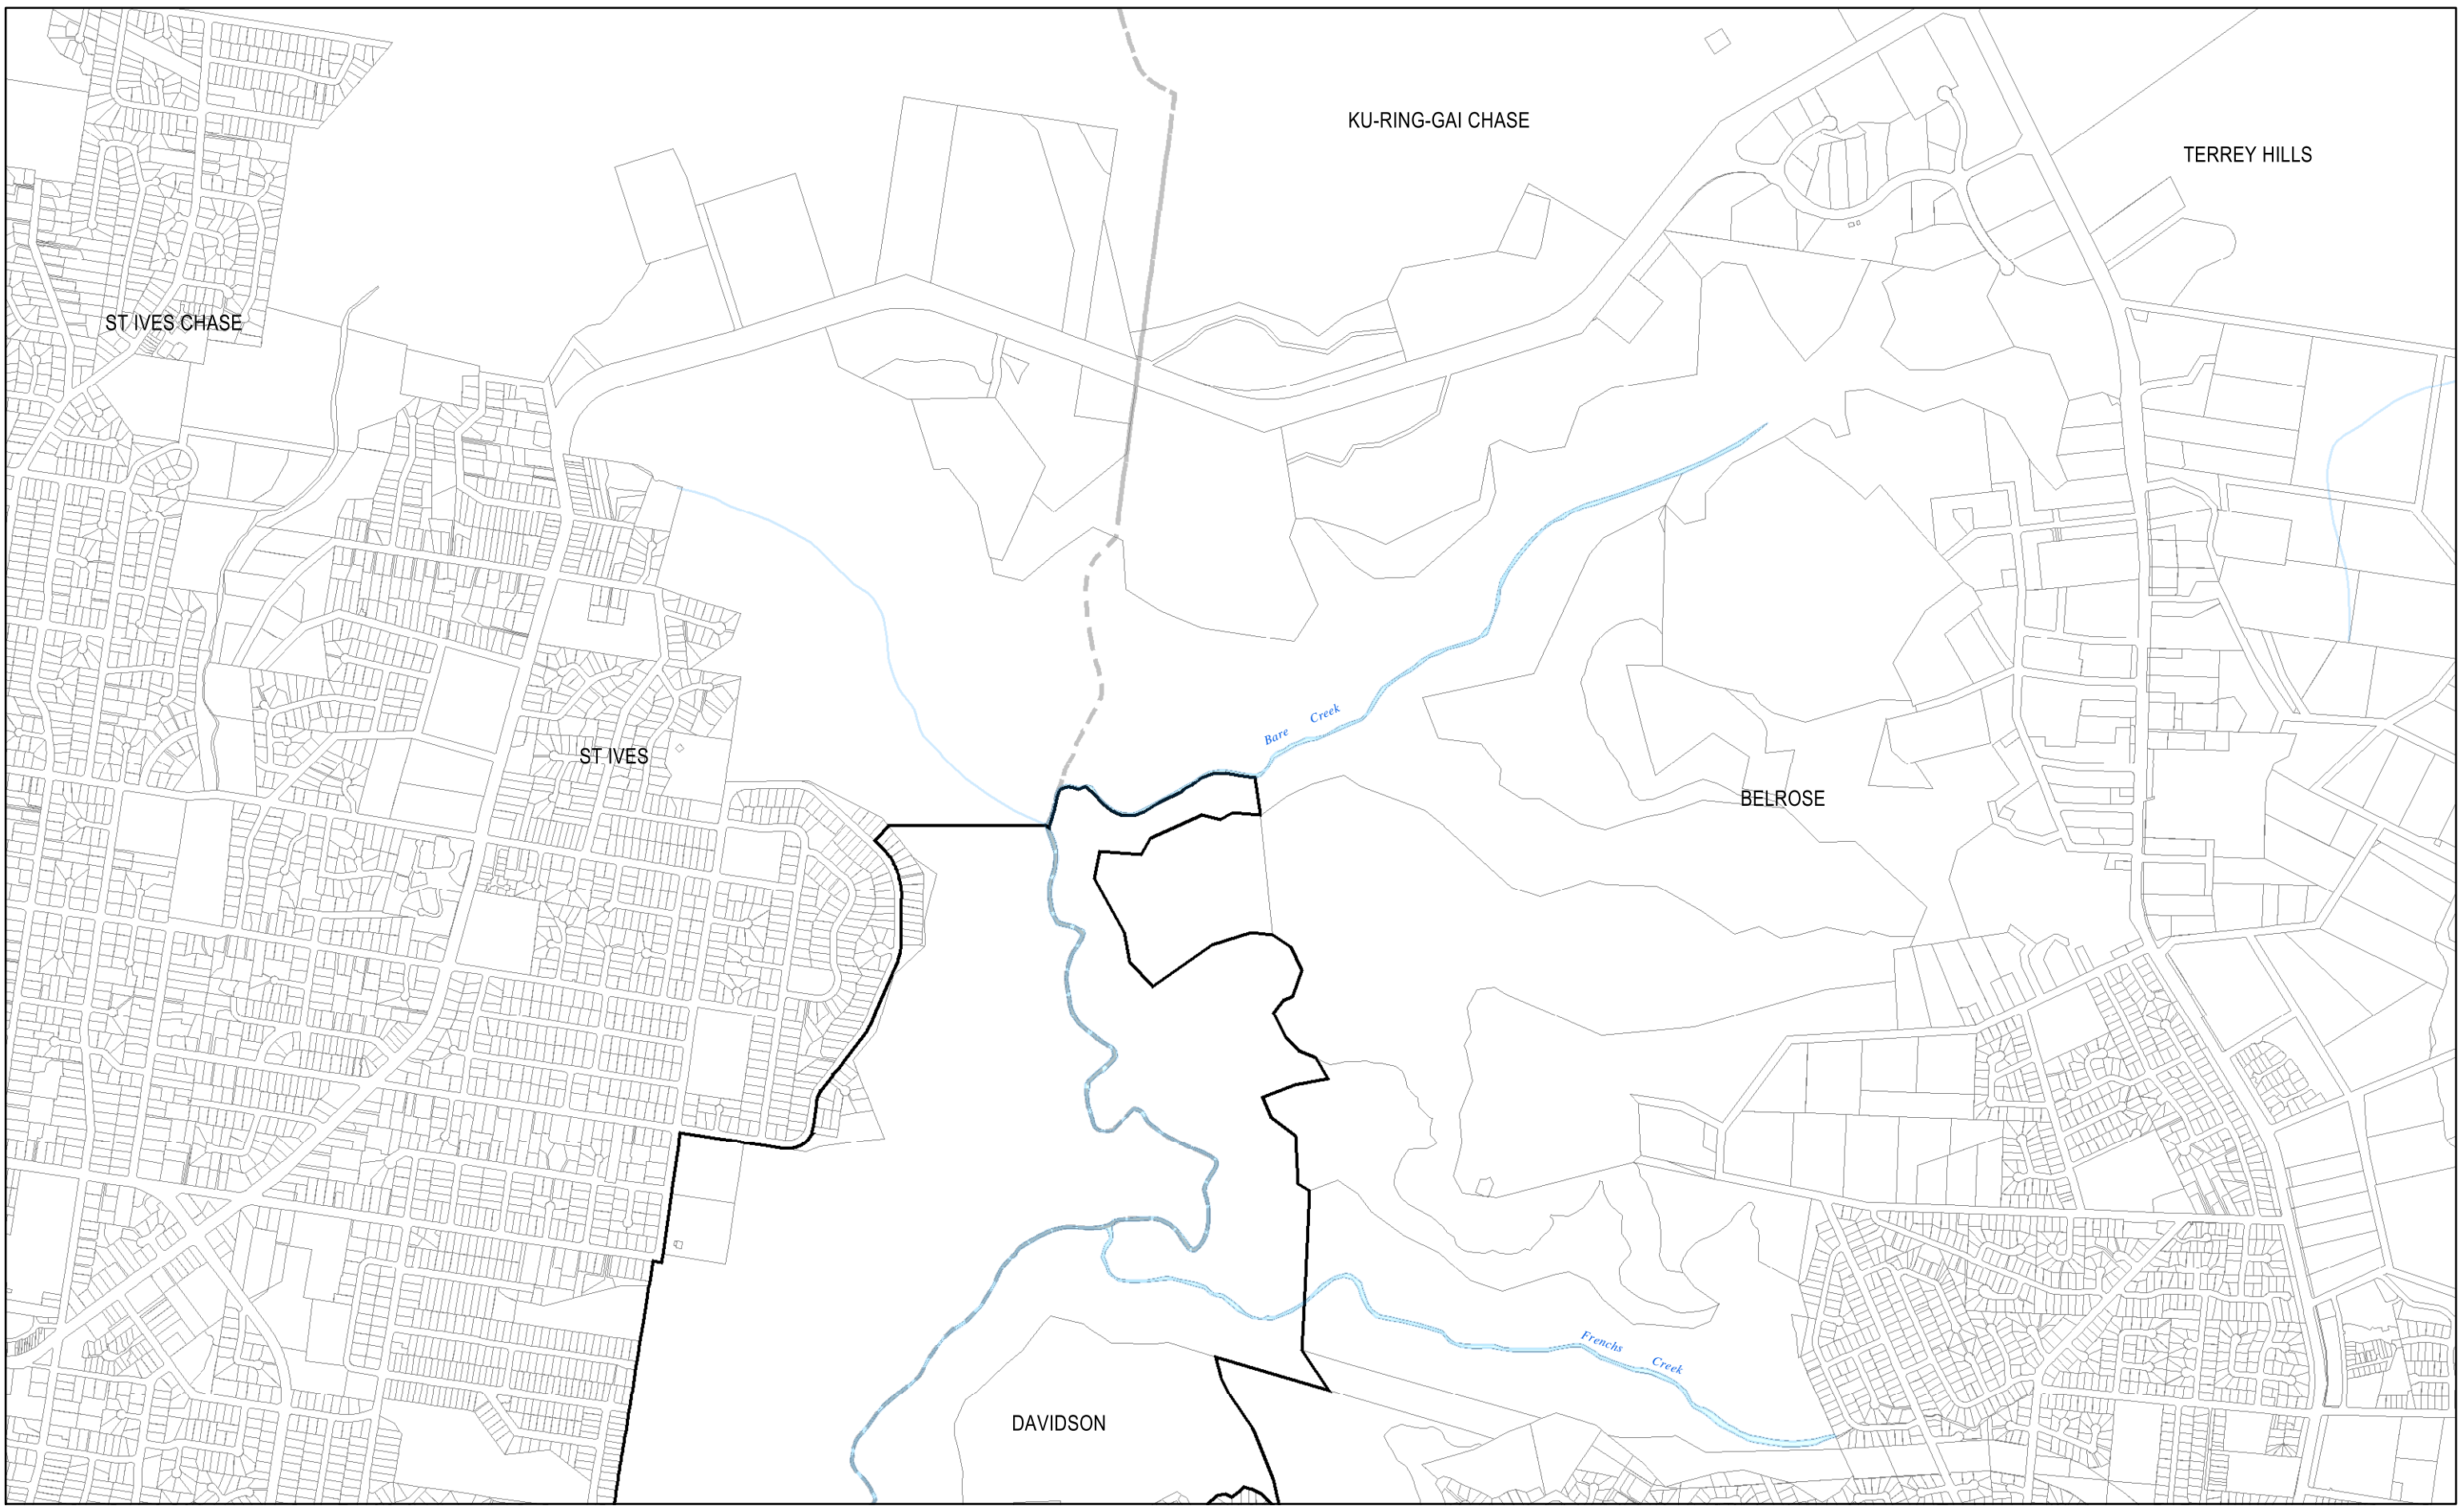 KU-RING-GAI CHASE
TERREY HILLS
ST IVES CHASE
Bare Creek
ST IVES
BELROSE
Frenchs Creek
DAVIDSON